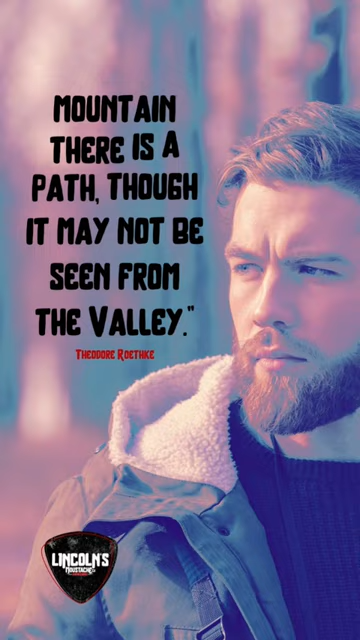 MOUNTAIN
THERE IS A
PATH, THOUGH
IT MAY NOT BE
SEEN FROM
THE VALLEY."
THEODORE ROETHKE
LINCOLN'S
MOUSTACHE